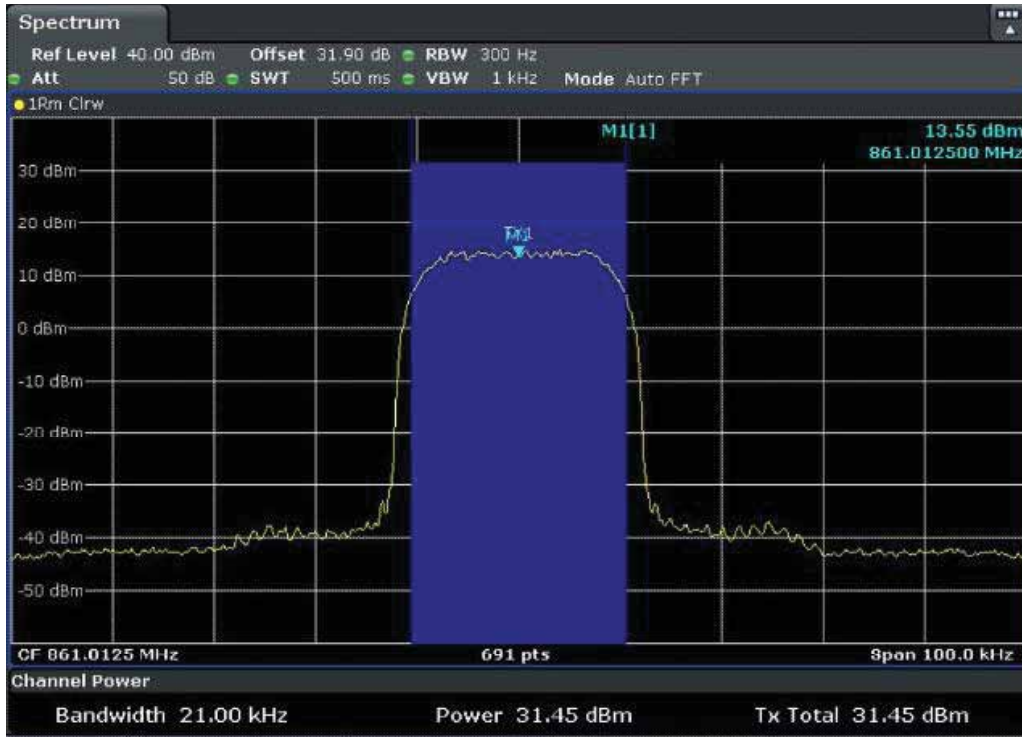 Spectrum
Ref Level 40.00 dBm Offset 31.90 dB RBW 300 Hz
Att 50 dB SWT 500 ms VBW 1 kHz Mode Auto FFT
1Rm Clrw
M1[1] 13.55 dBm
861.012500 MHz
30 dBm
20 dBm
10 dBm
0 dBm
-10 dBm
-20 dBm
-30 dBm
-40 dBm
-50 dBm
CF 861.0125 MHz 691 pts Span 100.0 kHz
Channel Power
Bandwidth 21.00 kHz Power 31.45 dBm Tx Total 31.45 dBm